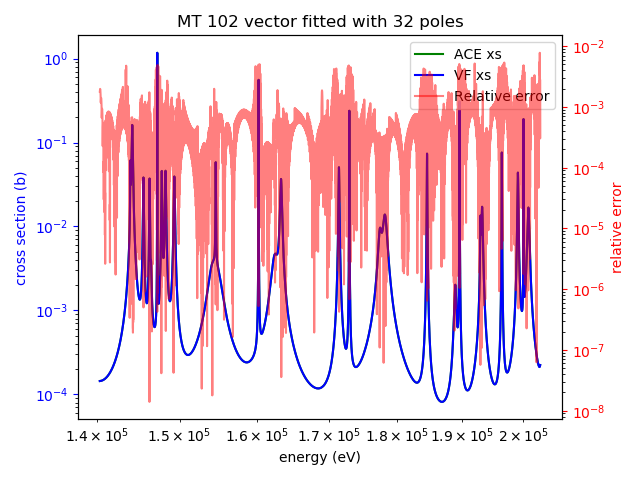 MT 102 vector fitted with 32 poles
ACE xs
VF xs
Relative error
cross section (b)
10⁰
10⁻¹
10⁻²
10⁻³
10⁻⁴
10⁻²
10⁻³
10⁻⁴
10⁻⁵
10⁻⁶
10⁻⁷
10⁻⁸
relative error
1.4 × 10⁵ 1.5 × 10⁵ 1.6 × 10⁵ 1.7 × 10⁵ 1.8 × 10⁵ 1.9 × 10⁵ 2 × 10⁵
energy (eV)